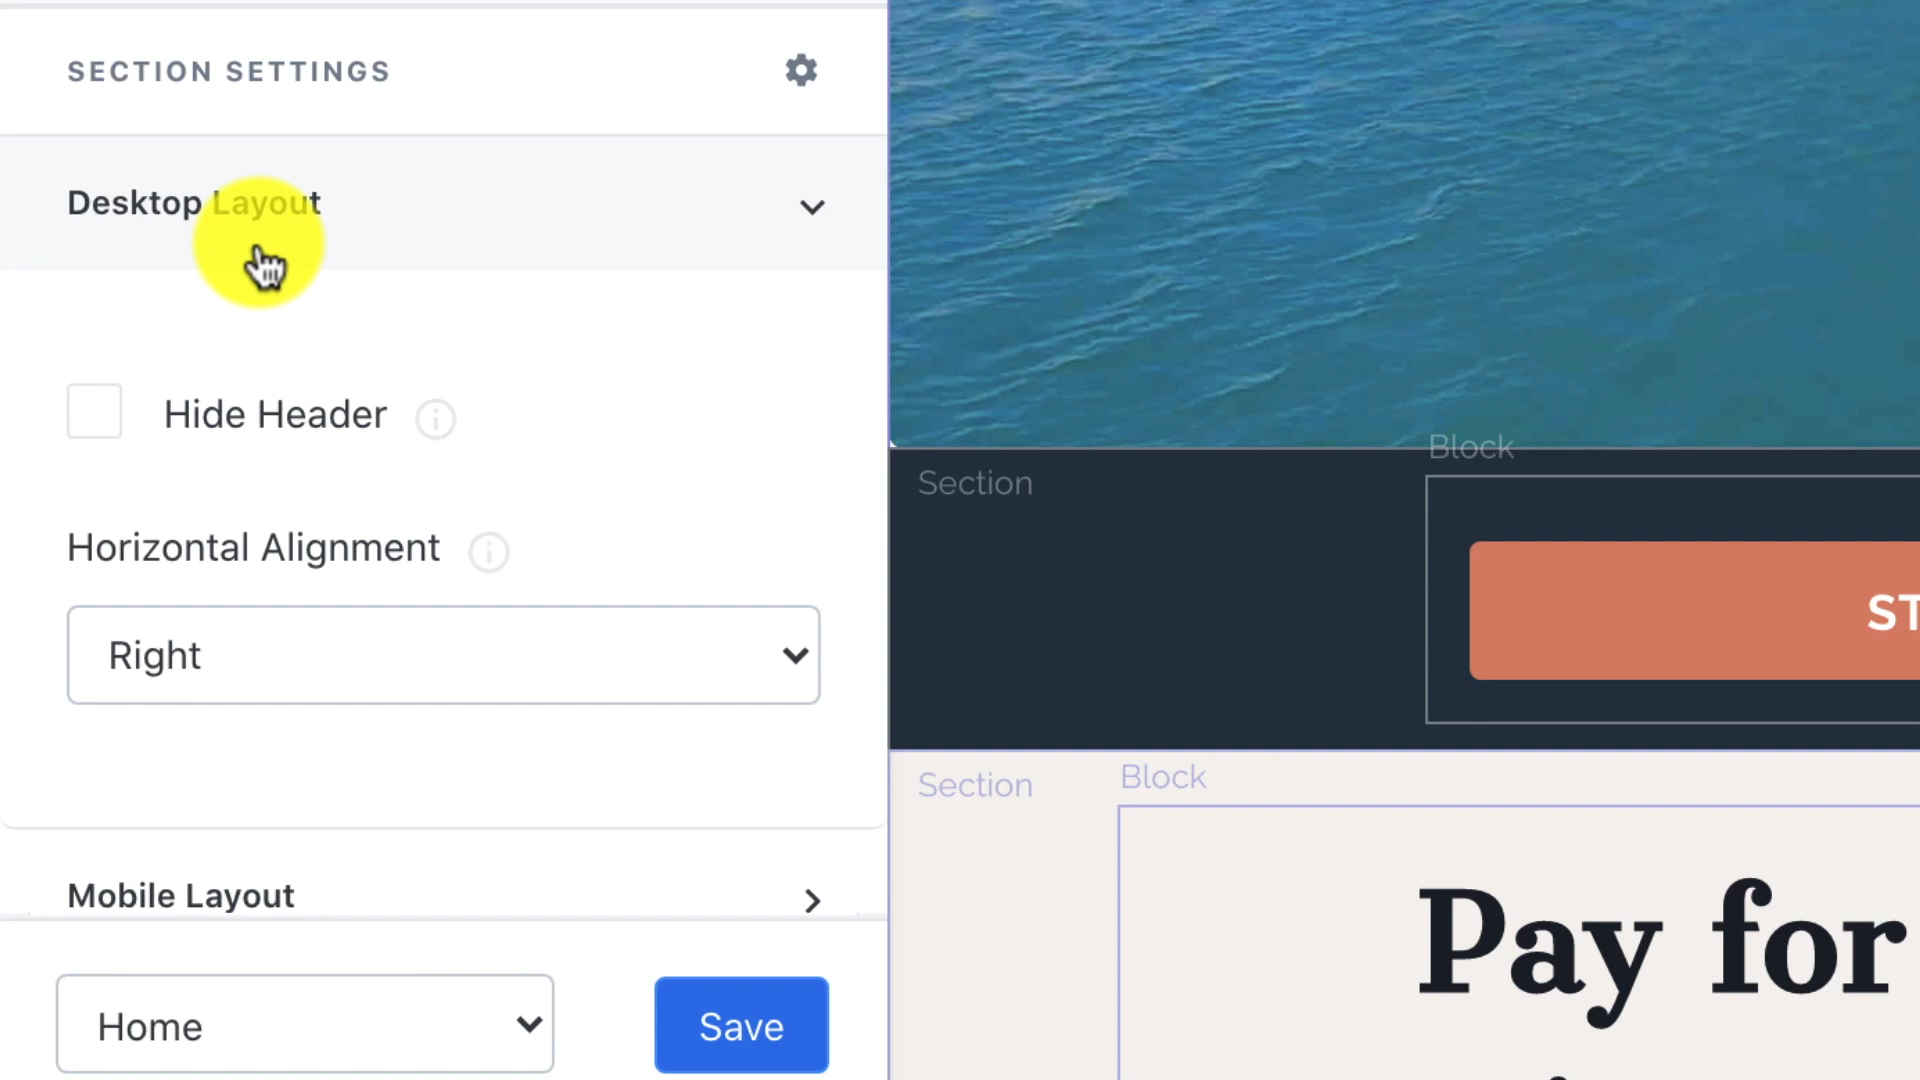 SECTION SETTINGS
Desktop Layout
Hide Header
Horizontal Alignment
Right
Mobile Layout
Home
Save
Block
Section
ST
Section
Block
Pay for